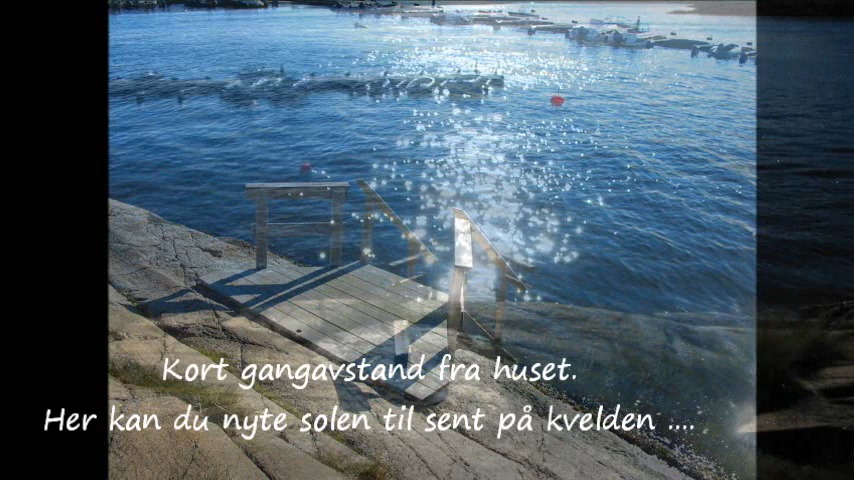 Kort gangavstand fra huset.
Her kan du nyte solen til sent på kvelden ....